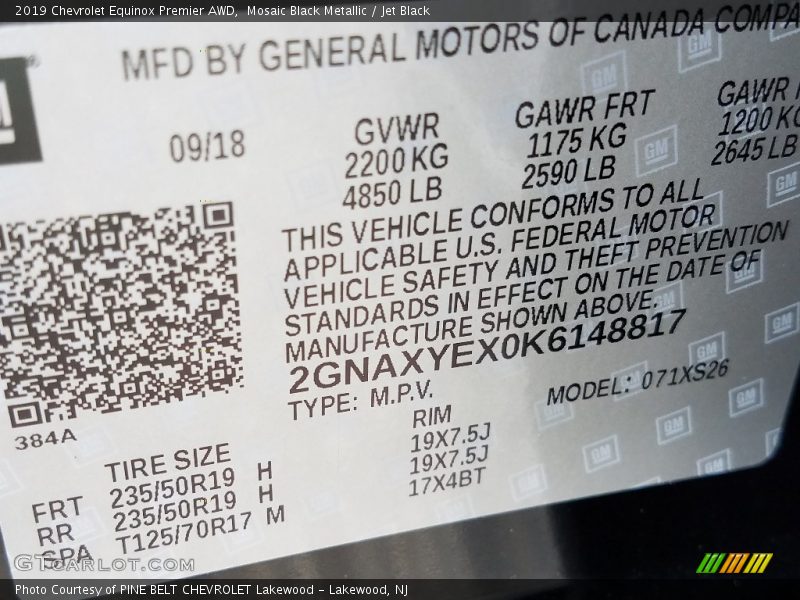 2019 Chevrolet Equinox Premier AWD,  Mosaic Black Metallic / Jet Black
MFD BY GENERAL MOTORS OF CANADA COMPA
09/18
GVWR
2200 KG
4850 LB
GAWR FRT
1175 KG
2590 LB
GAWR
1200 KG
2645 LB
THIS VEHICLE CONFORMS TO ALL
APPLICABLE U.S. FEDERAL MOTOR
VEHICLE SAFETY AND THEFT PREVENTION
STANDARDS IN EFFECT ON THE DATE OF
MANUFACTURE SHOWN ABOVE.
2GNAXYEX0K6148817
TYPE: M.P.V.
MODEL: 071XS26
384A
TIRE SIZE
RIM
FRT 235/50R19 H 19X7.5J
RR 235/50R19 H 19X7.5J
SPA T125/70R17 M 17X4BT
GTCARLOT.COM
Photo Courtesy of PINE BELT CHEVROLET Lakewood - Lakewood, NJ